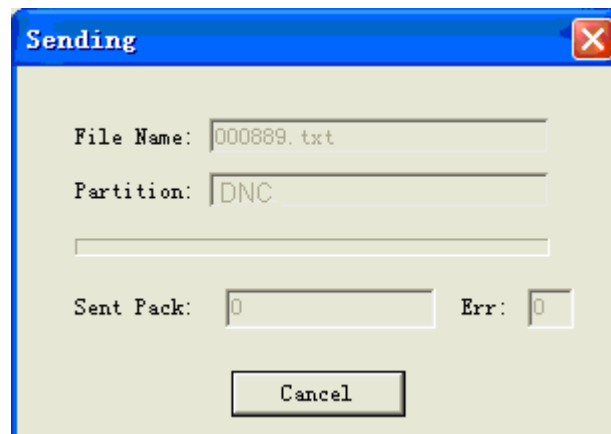 Sending
File Name: 000889.txt
Partition: DNC
Sent Pack: 0 Err: 0
Cancel